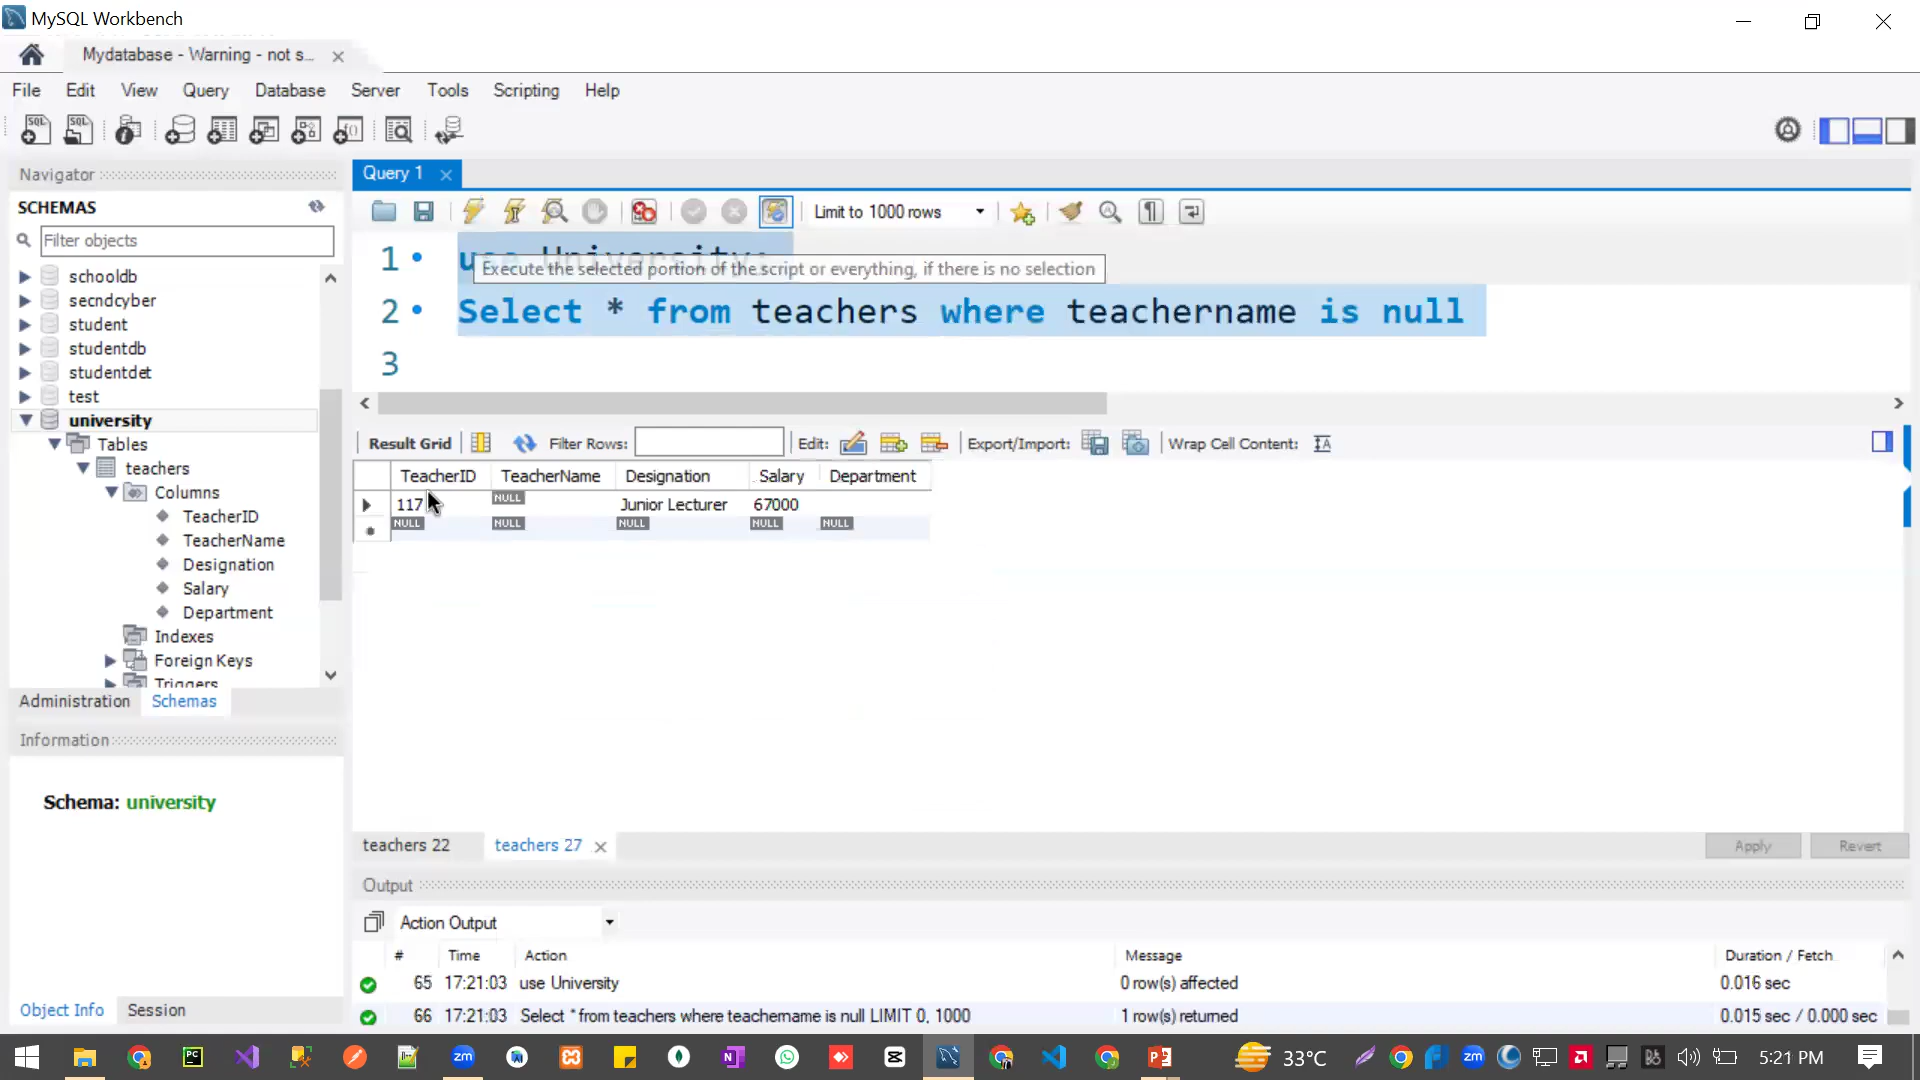 MySQL Workbench
Mydatabase - Warning - not s...
File Edit View Query Database Server Tools Scripting Help
Navigator
SCHEMAS
Filter objects
schooldb
secndcyber
student
studentdb
studentdet
test
university
Tables
teachers
Columns
TeacherID
TeacherName
Designation
Salary
Department
Indexes
Foreign Keys
Triggers
Administration Schemas
Information
Schema: university
Object Info Session
Query 1
Limit to 1000 rows
1 use University;
Execute the selected portion of the script or everything, if there is no selection
2 Select * from teachers where teachername is null
3
Result Grid Filter Rows: Edit: Export/Import: Wrap Cell Content:
TeacherID TeacherName Designation Salary Department
117 NULL Junior Lecturer 67000
NULL NULL NULL NULL NULL
teachers 22 teachers 27
Apply Revert
Output
Action Output
# Time Action Message Duration / Fetch
65 17:21:03 use University 0 row(s) affected 0.016 sec
66 17:21:03 Select * from teachers where teachername is null LIMIT 0, 1000 1 row(s) returned 0.015 sec / 0.000 sec
33°C 5:21 PM